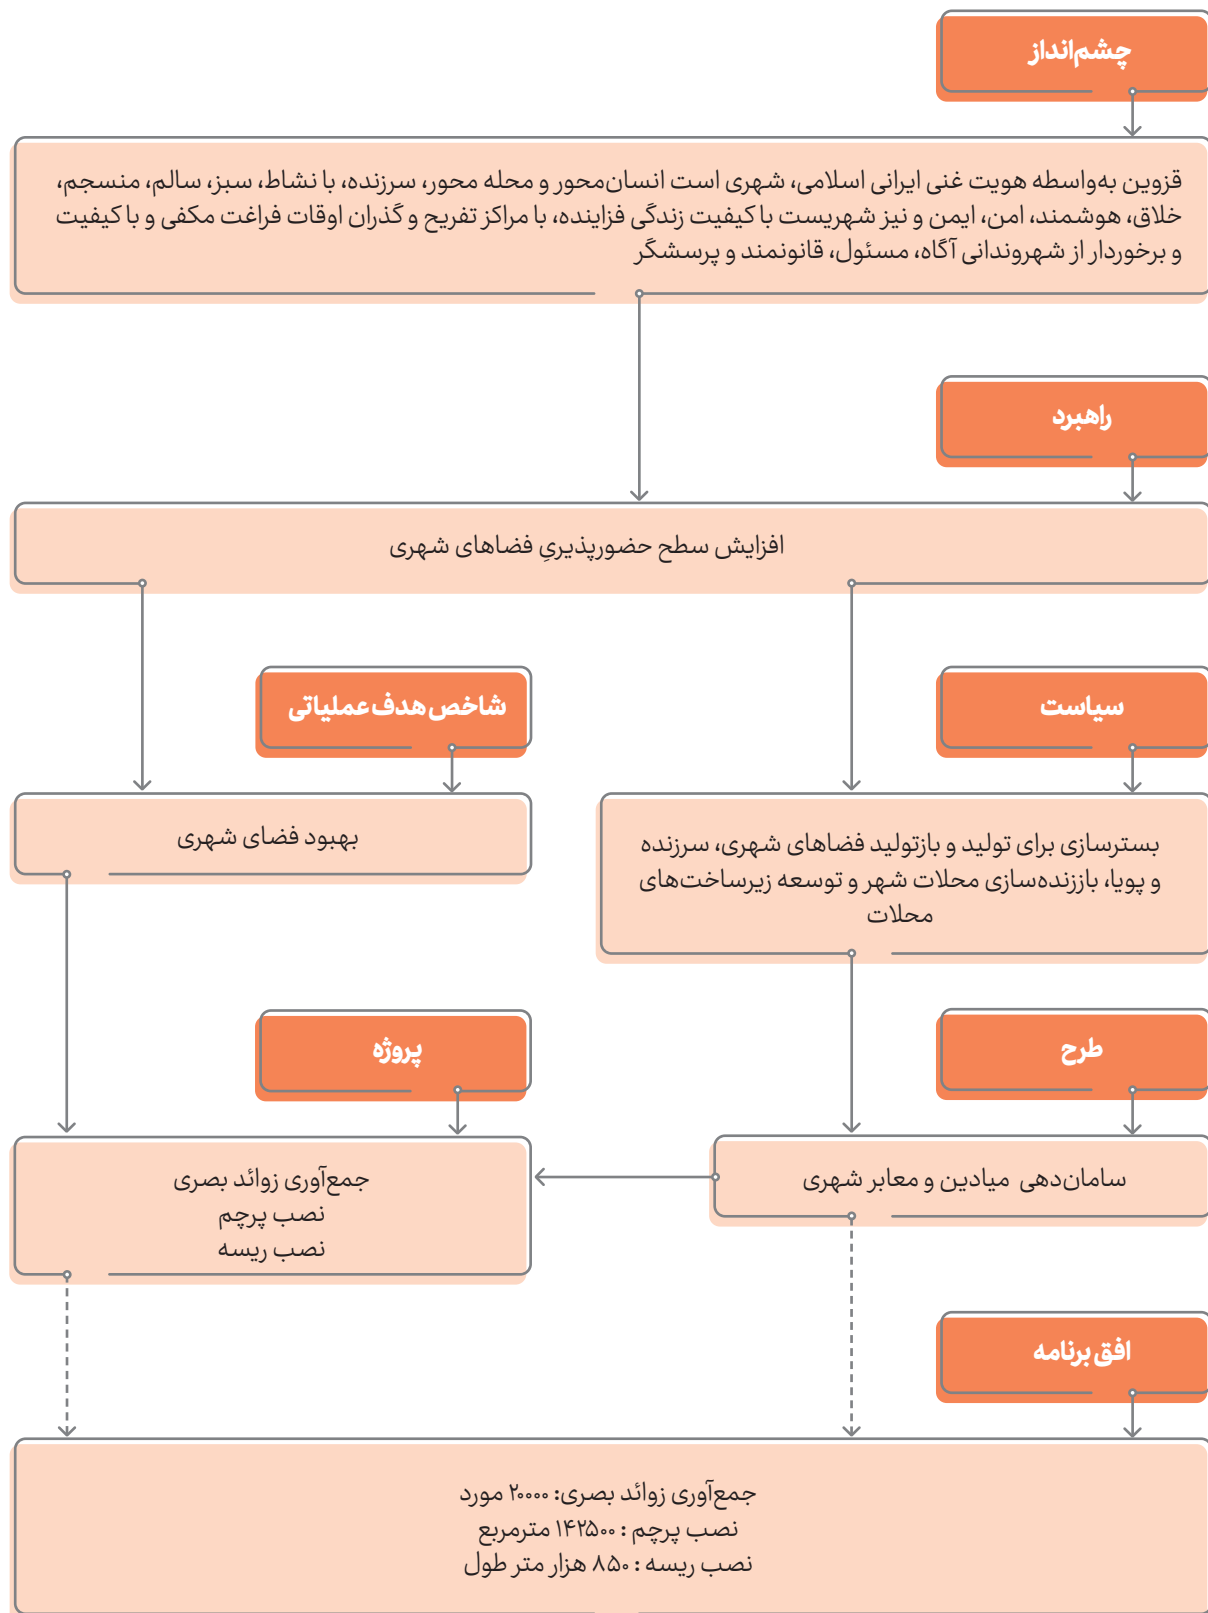 چشم‌انداز
قزوین به‌واسطه هویت غنی ایرانی اسلامی، شهری است انسان‌محور و محله محور، سرزنده، با نشاط، سبز، سالم، منسجم،
خلاق، هوشمند، امن، ایمن و نیز شهریست با کیفیت زندگی فزاینده، با مراکز تفریح و گذران اوقات فراغت مکفی و با کیفیت
و برخوردار از شهروندانی آگاه، مسئول، قانونمند و پرسشگر
راهبرد
افزایش سطح حضورپذیریِ فضاهای شهری
سیاست
بسترسازی برای تولید و بازتولید فضاهای شهری، سرزنده
و پویا، باززنده‌سازی محلات شهر و توسعه زیرساخت‌های
محلات
شاخص هدف عملیاتی
بهبود فضای شهری
طرح
سامان‌دهی میادین و معابر شهری
پروژه
جمع‌آوری زوائد بصری
نصب پرچم
نصب ریسه
افق برنامه
جمع‌آوری زوائد بصری: ۲۰۰۰۰ مورد
نصب پرچم : ۱۴۲۵۰۰ مترمربع
نصب ریسه : ۸۵۰ هزار متر طول